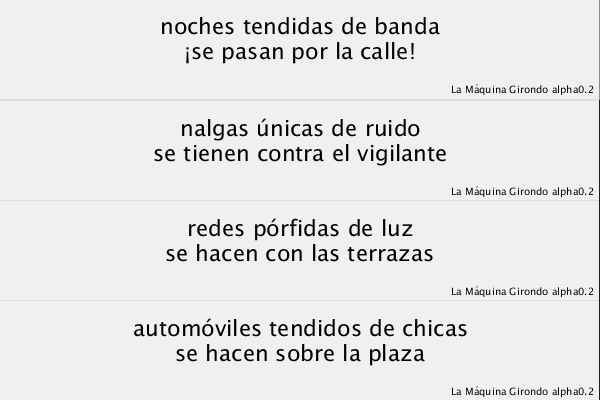 noches tendidas de banda
¡se pasan por la calle!
La Máquina Girondo alpha0.2
nalgas únicas de ruido
se tienen contra el vigilante
La Máquina Girondo alpha0.2
redes pórfidas de luz
se hacen con las terrazas
La Máquina Girondo alpha0.2
automóviles tendidos de chicas
se hacen sobre la plaza
La Máquina Girondo alpha0.2